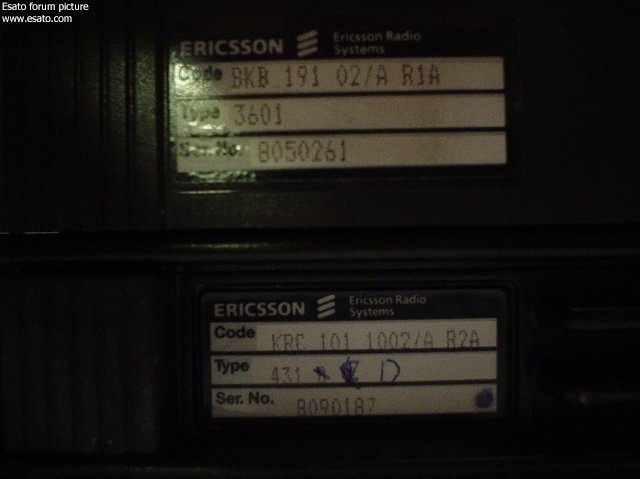 Esato forum picture
www.esato.com
ERICSSON Ericsson Radio Systems
Code BKB 191 02/A R1A
Type 3601
Ser.No. 8050261
ERICSSON Ericsson Radio Systems
Code KRC 101 1002/A R2A
Type 431 D
Ser. No. 8090187